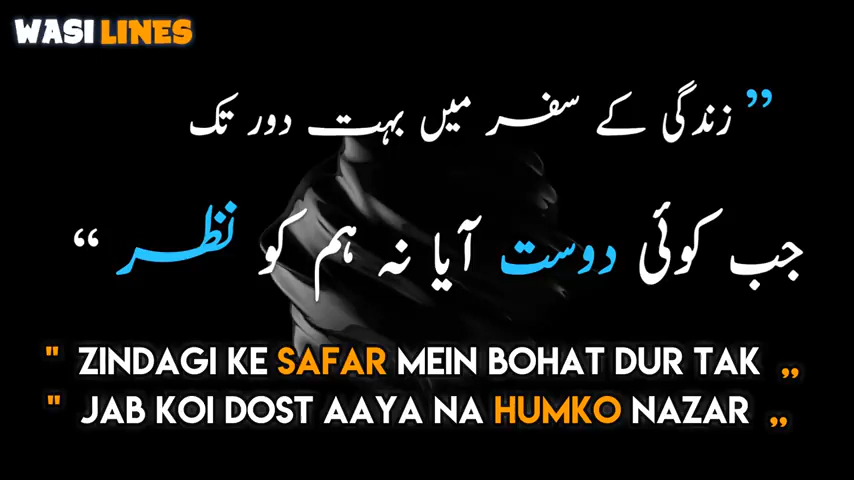 WASI LINES
” زندگی کے سفر میں بہت دور تک
جب کوئی دوست آیا نہ ہم کو نظر “
" ZINDAGI KE SAFAR MEIN BOHAT DUR TAK „
" JAB KOI DOST AAYA NA HUMKO NAZAR „